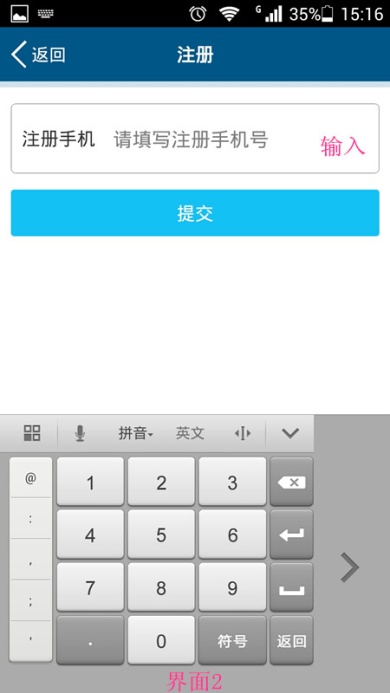 G 35% 15:16
返回 注册
注册手机 请填写注册手机号 输入
提交
拼音 英文
@ 1 2 3
: 4 5 6
, 7 8 9
;
' . 0 符号 返回
界面2